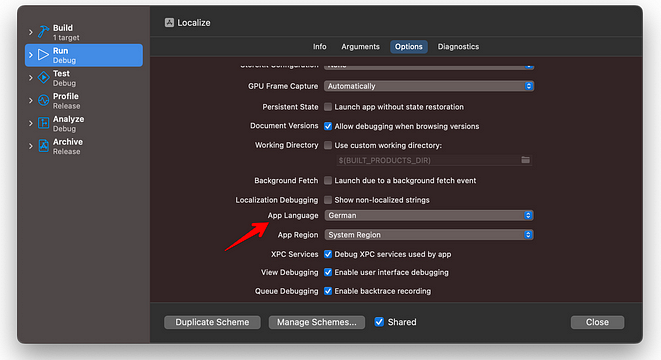 Build
1 target
Run
Debug
Test
Debug
Profile
Release
Analyze
Debug
Archive
Release
Localize
Info Arguments Options Diagnostics
StoreKit Configuration None
GPU Frame Capture Automatically
Persistent State Launch app without state restoration
Document Versions Allow debugging when browsing versions
Working Directory Use custom working directory:
$(BUILT_PRODUCTS_DIR)
Background Fetch Launch due to a background fetch event
Localization Debugging Show non-localized strings
App Language German
App Region System Region
XPC Services Debug XPC services used by app
View Debugging Enable user interface debugging
Queue Debugging Enable backtrace recording
Duplicate Scheme Manage Schemes... Shared Close